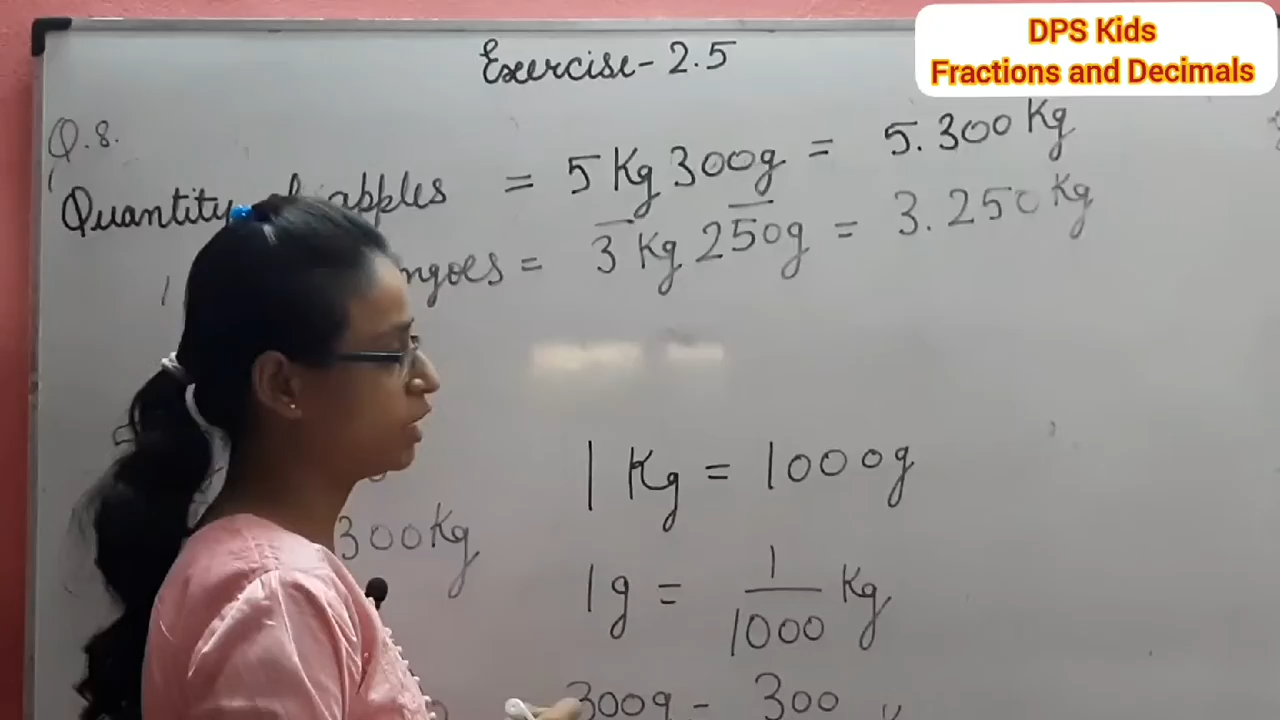 DPS Kids
Fractions and Decimals
Exercise - 2.5
Q.8.
Quantity apples = 5 Kg 300g = 5.300 Kg
= 3 Kg 250g = 3.250 Kg
1 Kg = 1000g
300Kg
1g = 1/1000 Kg
300g = 300